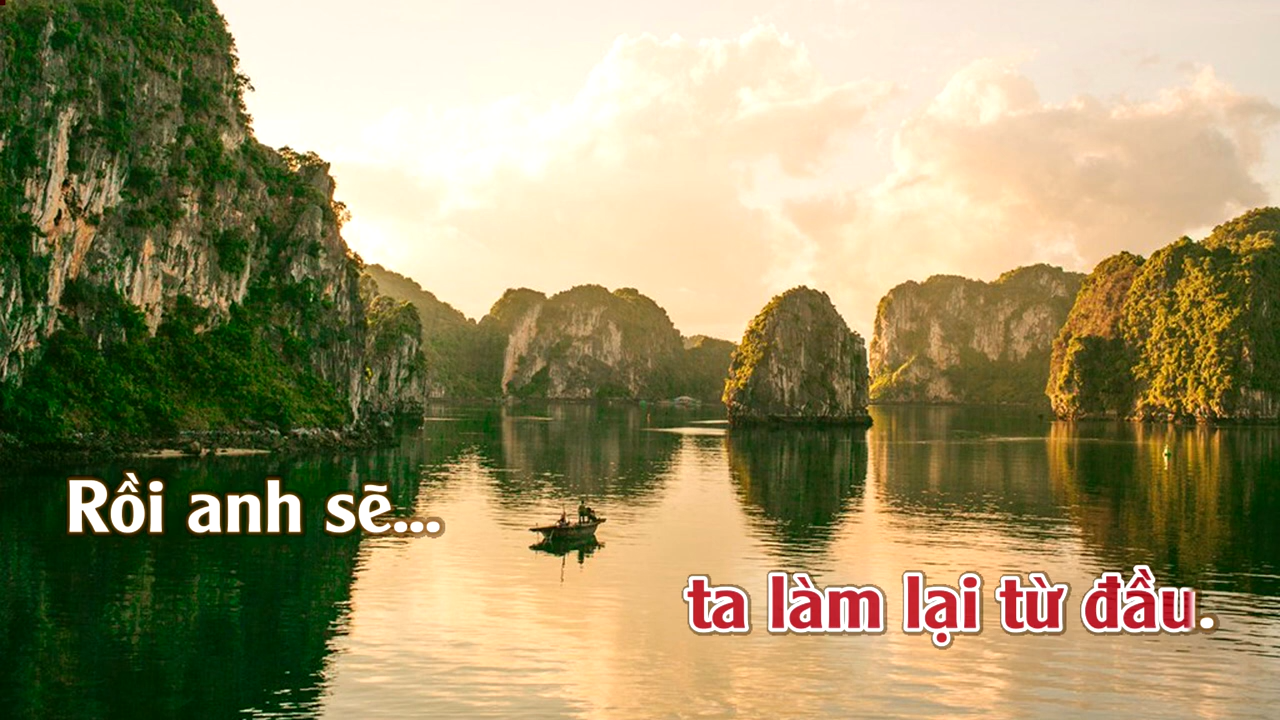 Rồi anh sẽ...
ta làm lại từ đầu.